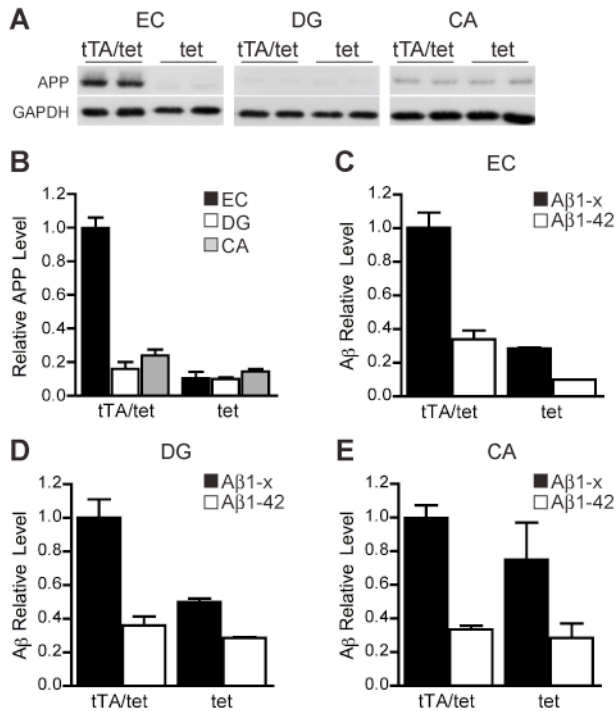 A
EC DG CA
tTA/tet tet tTA/tet tet tTA/tet tet
APP
GAPDH
B
1.2
1.0
0.8
0.6
0.4
0.2
0.0
Relative APP Level
EC
DG
CA
tTA/tet tet
C
EC
1.2
1.0
0.8
0.6
0.4
0.2
0.0
Aβ Relative Level
Aβ1-x
Aβ1-42
tTA/tet tet
D
DG
1.2
1.0
0.8
0.6
0.4
0.2
0.0
Aβ Relative Level
Aβ1-x
Aβ1-42
tTA/tet tet
E
CA
1.2
1.0
0.8
0.6
0.4
0.2
0.0
Aβ Relative Level
Aβ1-x
Aβ1-42
tTA/tet tet